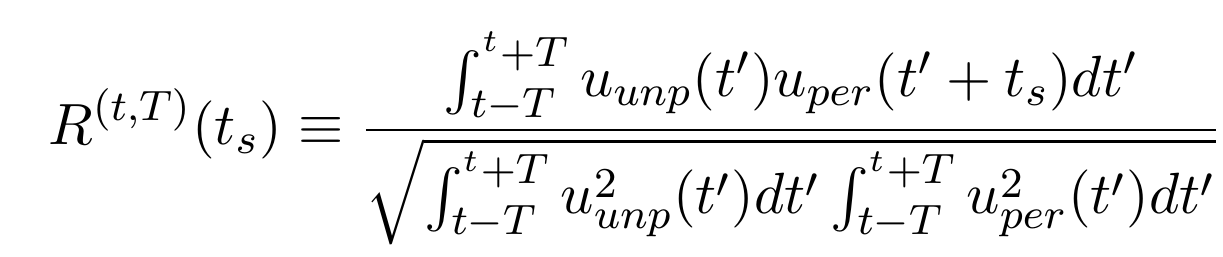 R^{(t,T)}(t_s) ≡ \frac{\int_{t-T}^{t+T} u_{unp}(t′)u_{per}(t′ + t_s)dt′}{\sqrt{\int_{t-T}^{t+T} u_{unp}^2(t′)dt′ \int_{t-T}^{t+T} u_{per}^2(t′)dt′}}